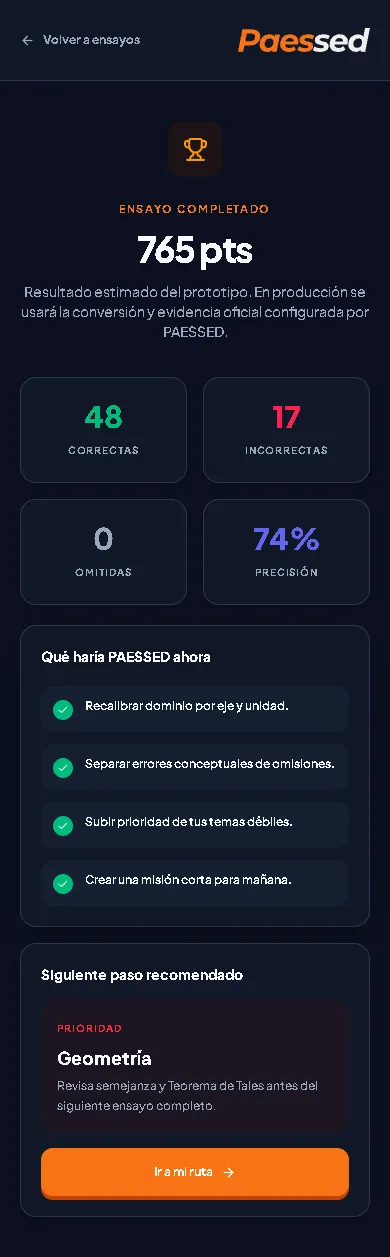 Volver a ensayos
Paessed
ENSAYO COMPLETADO
765 pts
Resultado estimado del prototipo. En producción se
usará la conversión y evidencia oficial configurada por
PAESSED.
48
CORRECTAS
17
INCORRECTAS
0
OMITIDAS
74%
PRECISIÓN
Qué haría PAESSED ahora
Recalibrar dominio por eje y unidad.
Separar errores conceptuales de omisiones.
Subir prioridad de tus temas débiles.
Crear una misión corta para mañana.
Siguiente paso recomendado
PRIORIDAD
Geometría
Revisa semejanza y Teorema de Tales antes del
siguiente ensayo completo.
Ir a mi ruta